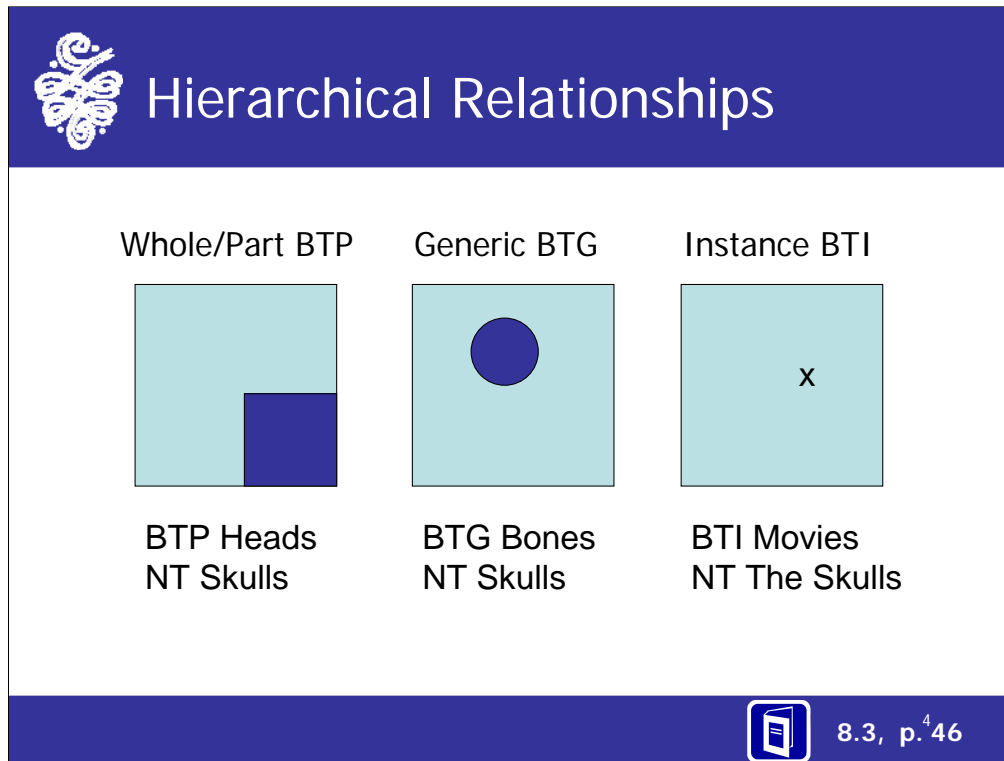 Hierarchical Relationships
Whole/Part BTP
Generic BTG
Instance BTI
x
BTP Heads
NT Skulls
BTG Bones
NT Skulls
BTI Movies
NT The Skulls
8.3, p. 46
4